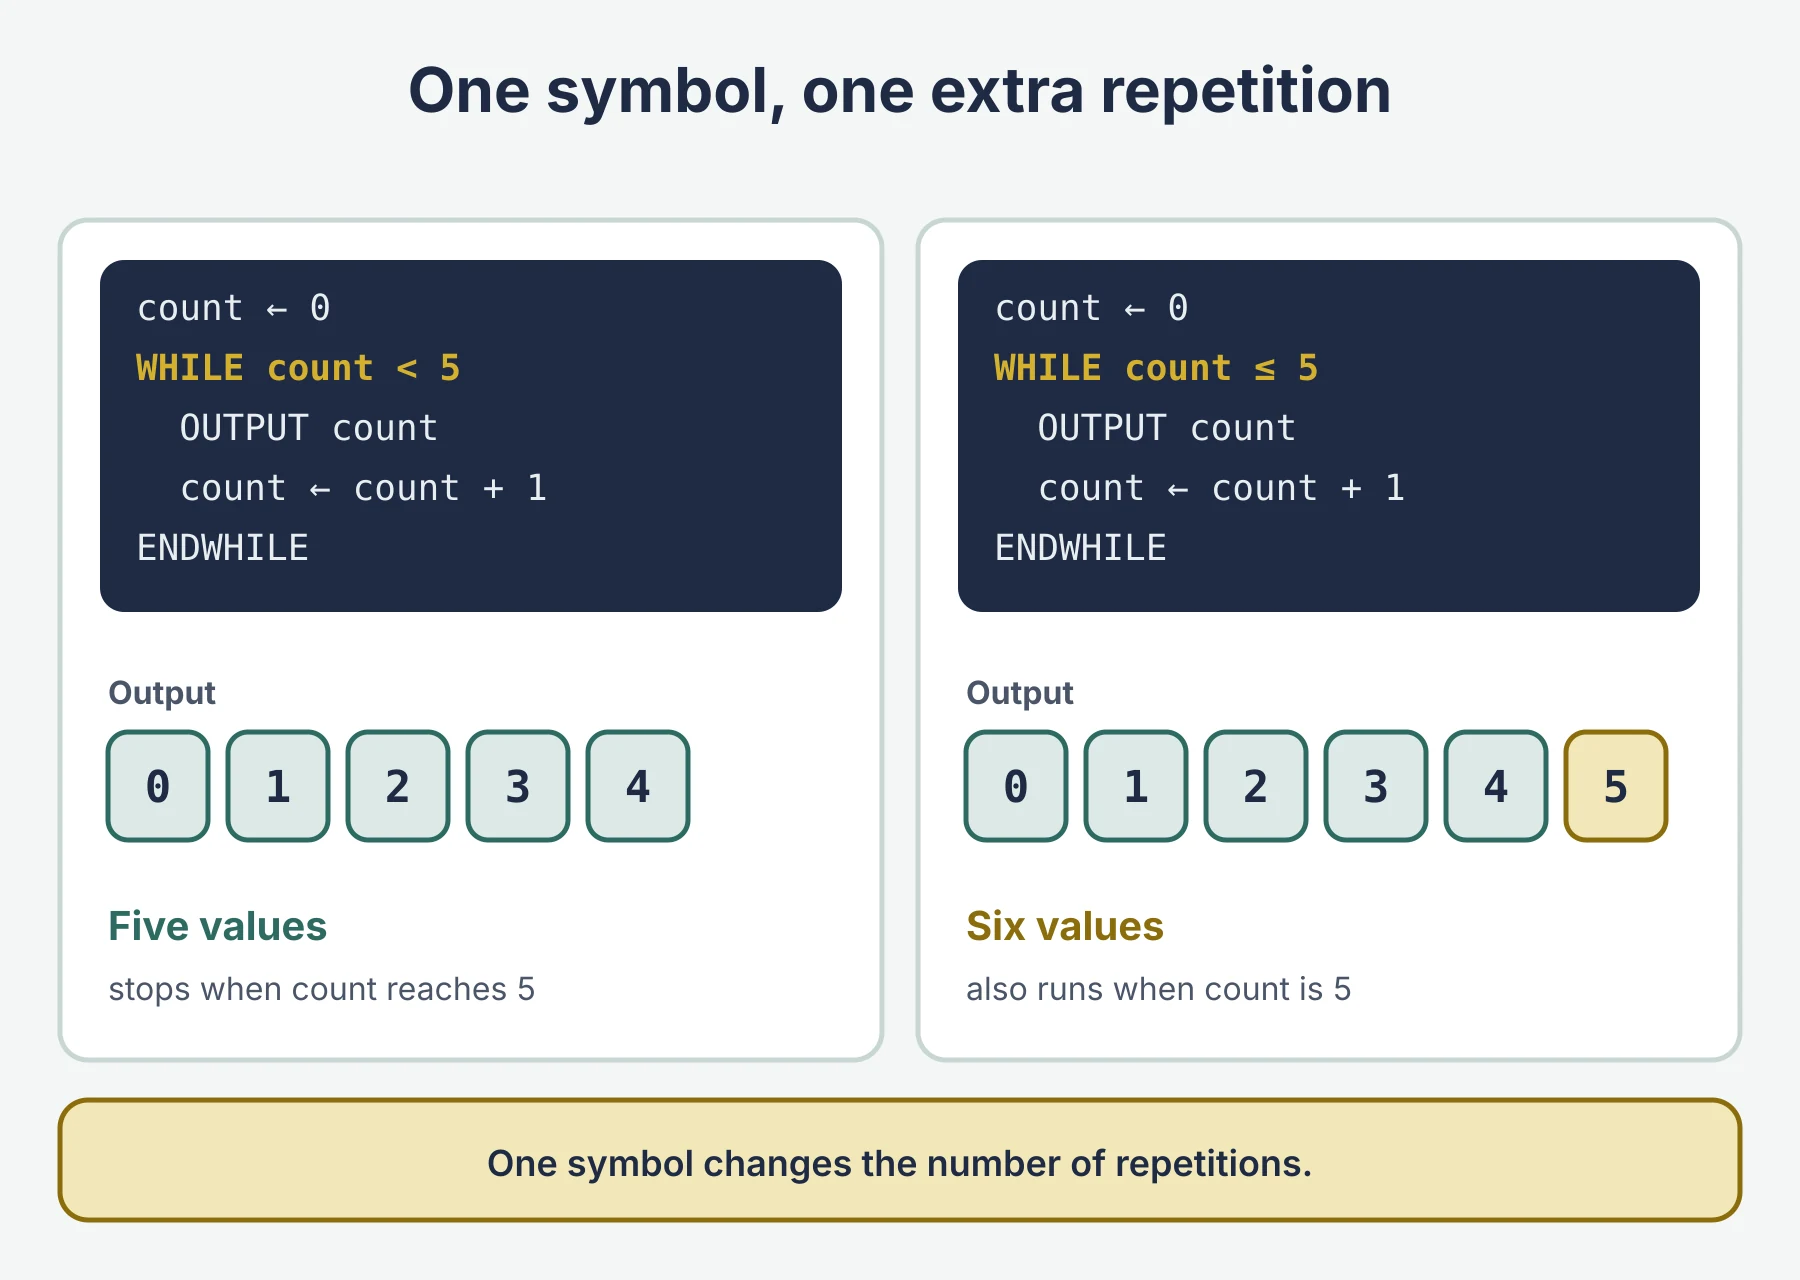 One symbol, one extra repetition
count ← 0
WHILE count < 5
  OUTPUT count
  count ← count + 1
ENDWHILE
Output
0 1 2 3 4
Five values
stops when count reaches 5
count ← 0
WHILE count ≤ 5
  OUTPUT count
  count ← count + 1
ENDWHILE
Output
0 1 2 3 4 5
Six values
also runs when count is 5
One symbol changes the number of repetitions.